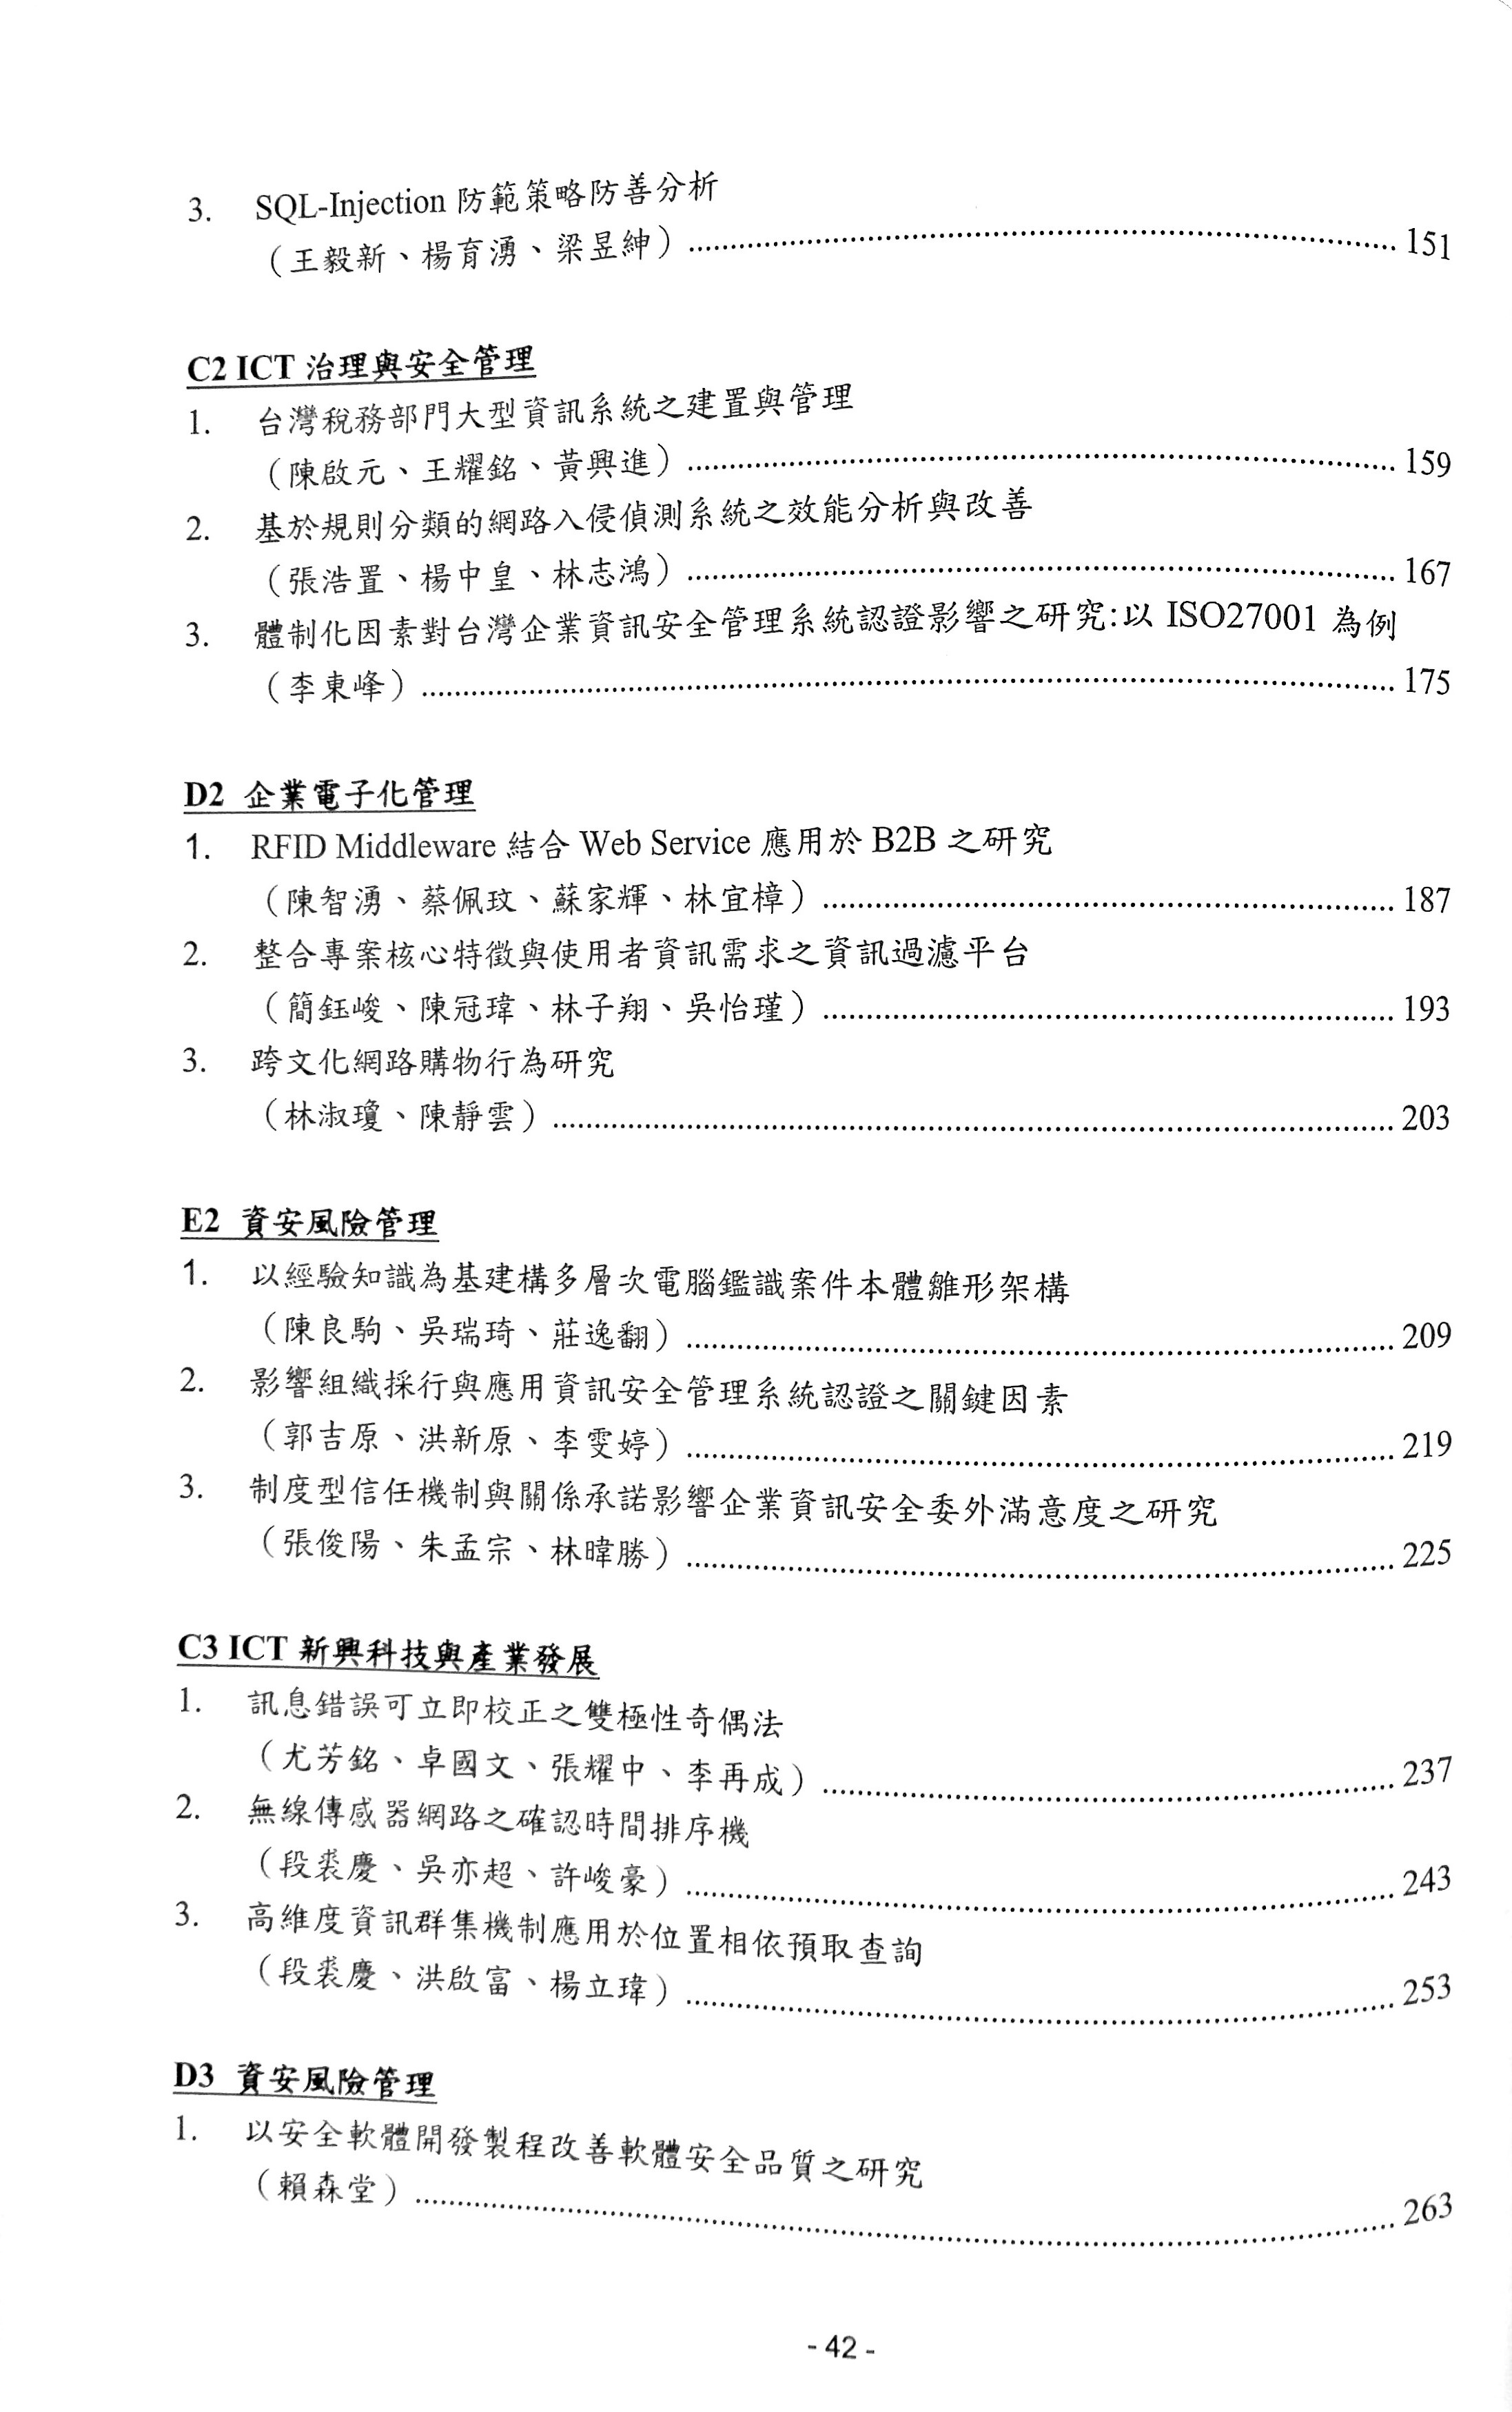 3. SQL-Injection 防範策略防善分析
（王毅新、楊育湧、梁昱紳）...... 151
C2 ICT 治理與安全管理
1. 台灣稅務部門大型資訊系統之建置與管理
（陳啟元、王耀銘、黃興進）...... 159
2. 基於規則分類的網路入侵偵測系統之效能分析與改善
（張浩置、楊中皇、林志鴻）...... 167
3. 體制化因素對台灣企業資訊安全管理系統認證影響之研究:以 ISO27001 為例
（李東峰）...... 175
D2 企業電子化管理
1. RFID Middleware 結合 Web Service 應用於 B2B 之研究
（陳智湧、蔡佩玟、蘇家輝、林宜樟）...... 187
2. 整合專案核心特徵與使用者資訊需求之資訊過濾平台
（簡鈺峻、陳冠瑋、林子翔、吳怡瑾）...... 193
3. 跨文化網路購物行為研究
（林淑瓊、陳靜雲）...... 203
E2 資安風險管理
1. 以經驗知識為基建構多層次電腦鑑識案件本體雛形架構
（陳良駒、吳瑞琦、莊逸翻）...... 209
2. 影響組織採行與應用資訊安全管理系統認證之關鍵因素
（郭吉原、洪新原、李雯婷）...... 219
3. 制度型信任機制與關係承諾影響企業資訊安全委外滿意度之研究
（張俊陽、朱孟宗、林暐勝）...... 225
C3 ICT 新興科技與產業發展
1. 訊息錯誤可立即校正之雙極性奇偶法
（尤芳銘、卓國文、張耀中、李再成）...... 237
2. 無線傳感器網路之確認時間排序機
（段裘慶、吳亦超、許峻豪）...... 243
3. 高維度資訊群集機制應用於位置相依預取查詢
（段裘慶、洪啟富、楊立瑋）...... 253
D3 資安風險管理
1. 以安全軟體開發製程改善軟體安全品質之研究
（賴森堂）...... 263
- 42 -